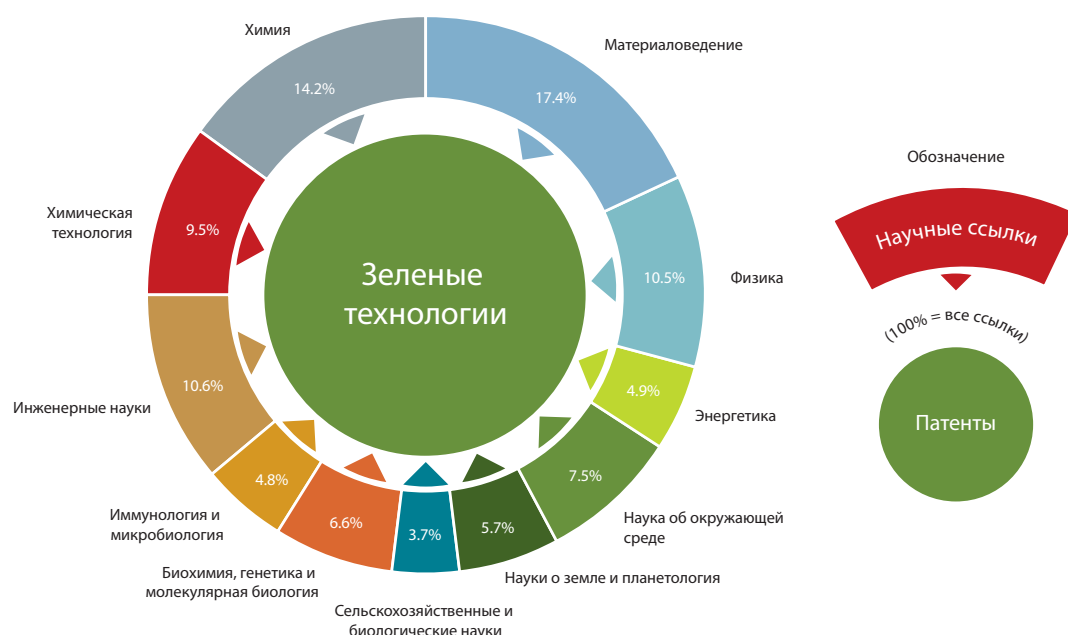 Химия
Материаловедение
14.2%
17.4%
Обозначение
Химическая
технология
9.5%
Научные ссылки
Зеленые
технологии
10.5%
Физика
(100% = все ссылки)
10.6%
Инженерные науки
4.9%
Энергетика
Патенты
4.8%
7.5%
Иммунология и
микробиология
6.6%
3.7%
5.7%
Наука об окружающей
среде
Биохимия, генетика и
молекулярная биология
Науки о земле и планетология
Сельскохозяйственные и
биологические науки